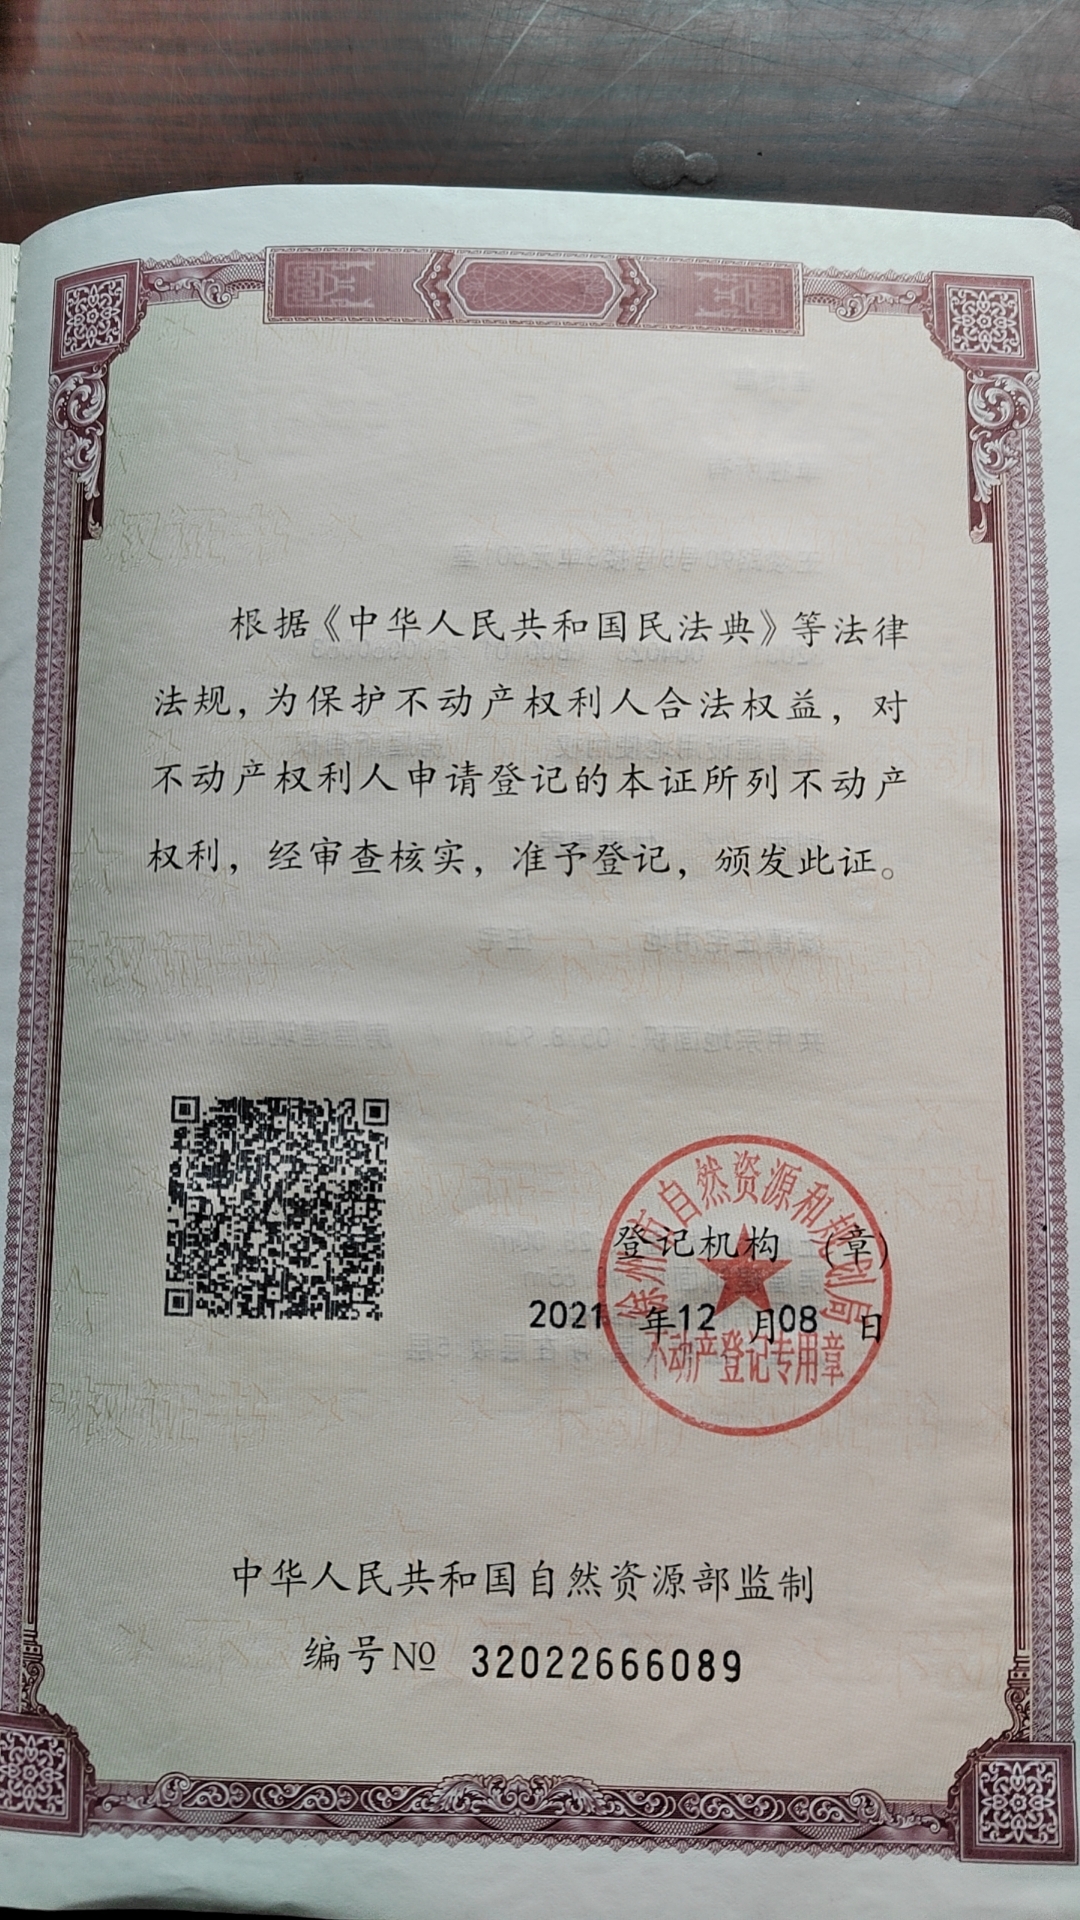 根据《中华人民共和国民法典》等法律
法规，为保护不动产权利人合法权益，对
不动产权利人申请登记的本证所列不动产
权利，经审查核实，准予登记，颁发此证。
徐州市自然资源和规划局
登记机构 （章）
2021 年12 月08 日
不动产登记专用章
中华人民共和国自然资源部监制
编号№ 32022666089